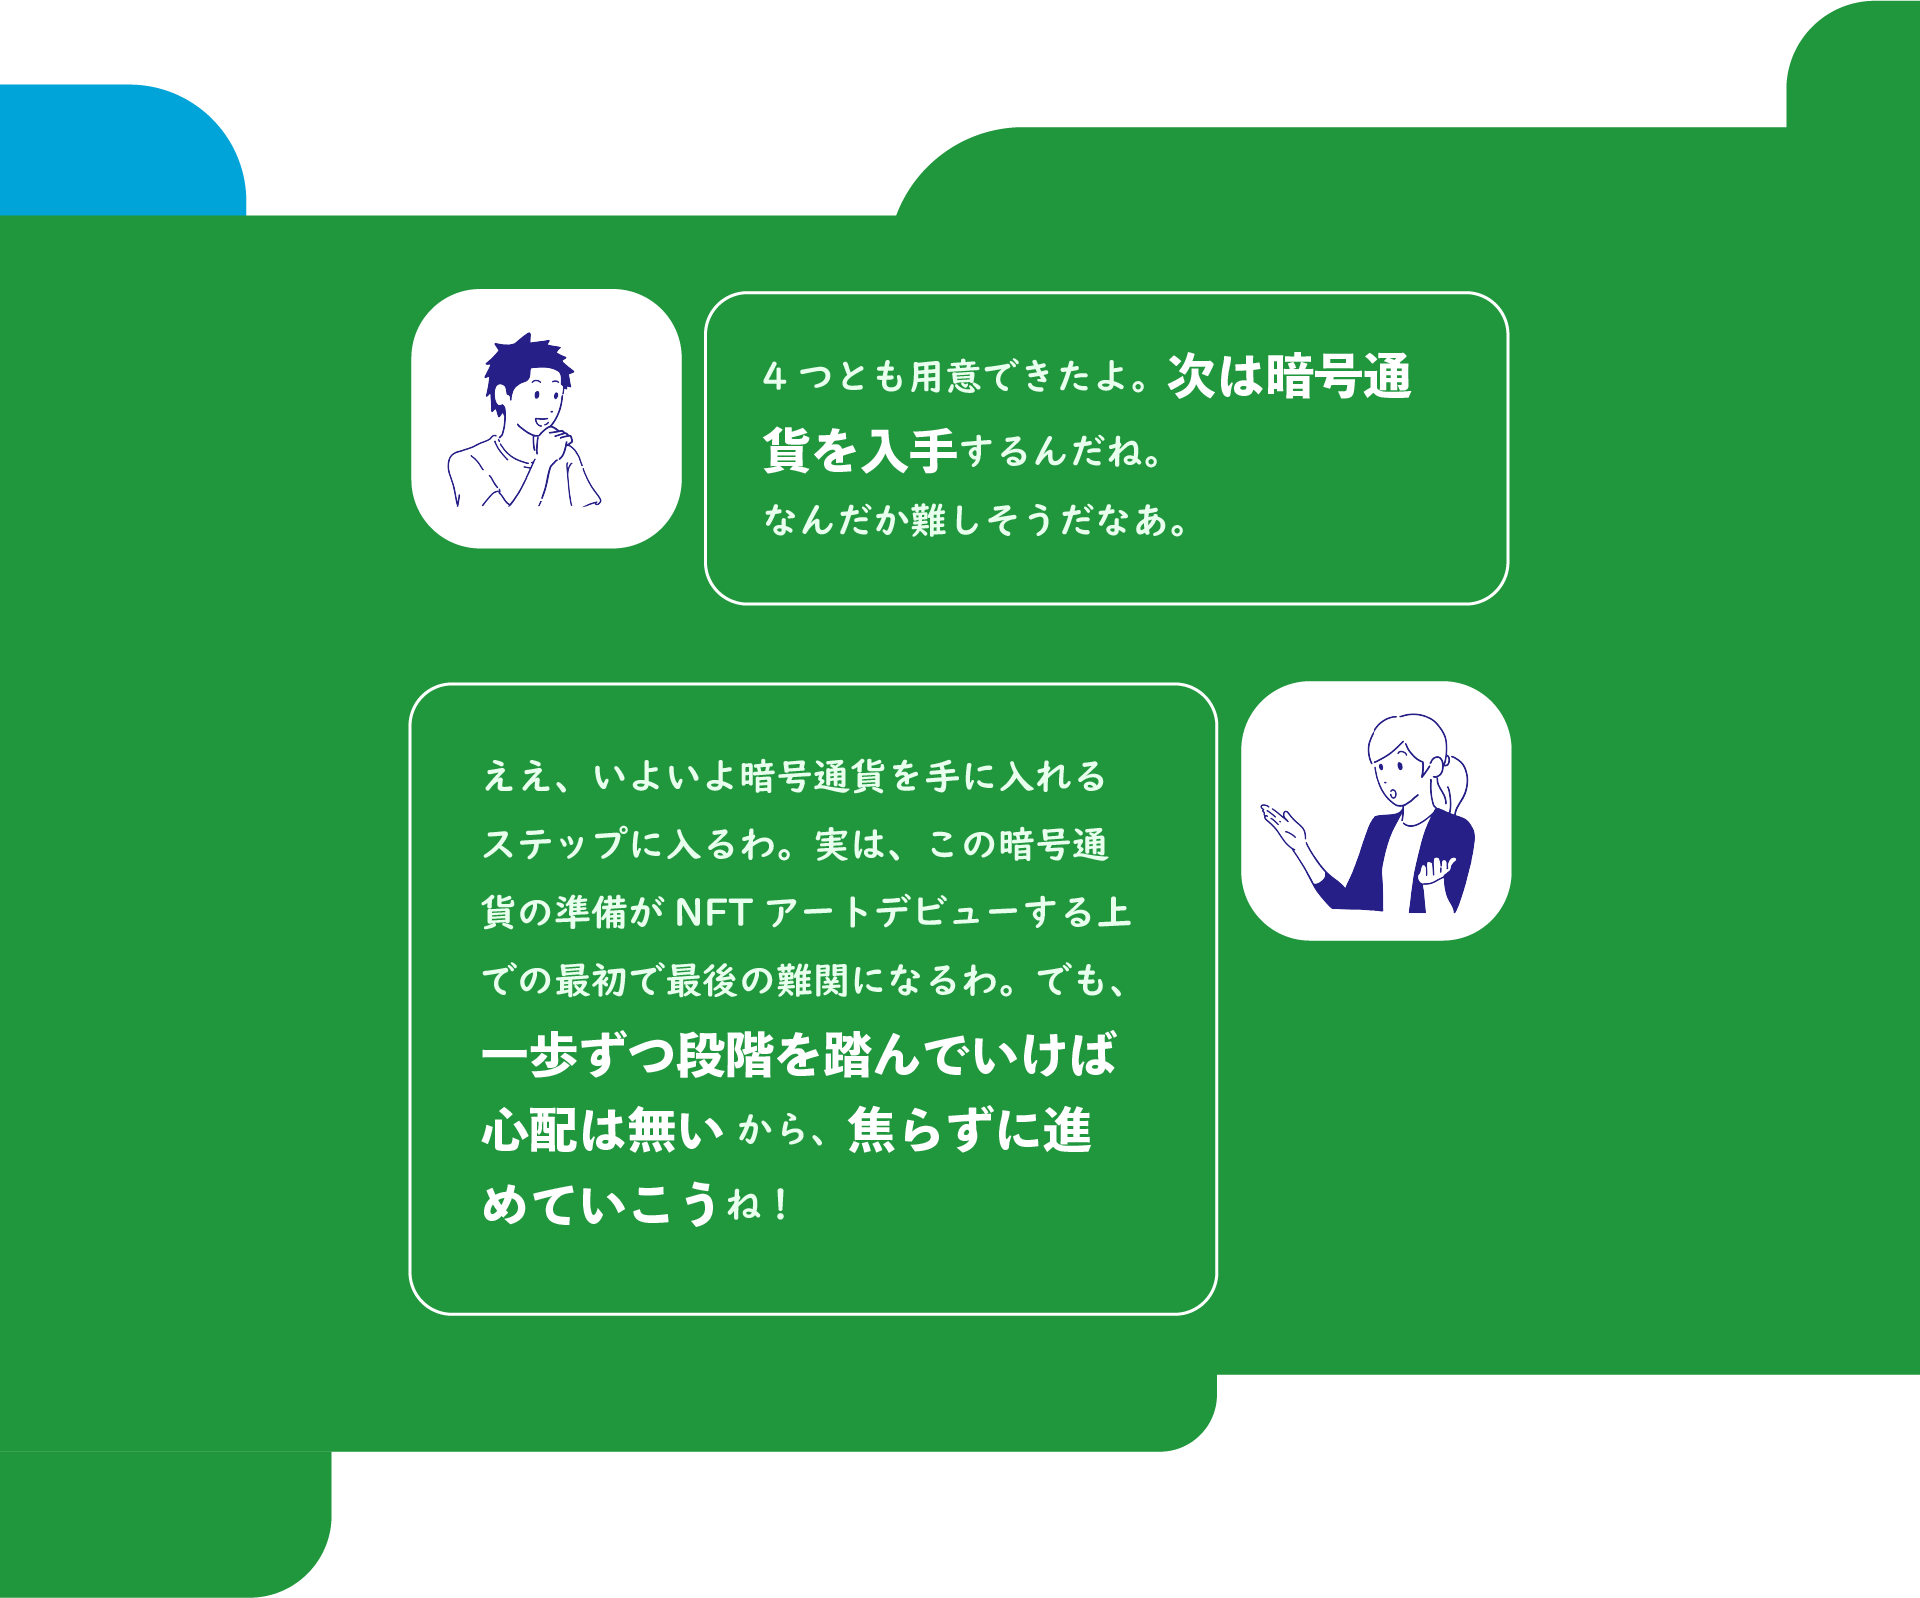 4つとも用意できたよ。次は暗号通
貨を入手するんだね。
なんだか難しそうだなあ。
ええ、いよいよ暗号通貨を手に入れる
ステップに入るわ。実は、この暗号通
貨の準備が NFT アートデビューする上
での最初で最後の難関になるわ。でも、
一歩ずつ段階を踏んでいけば
心配は無い から、焦らずに進
めていこうね！